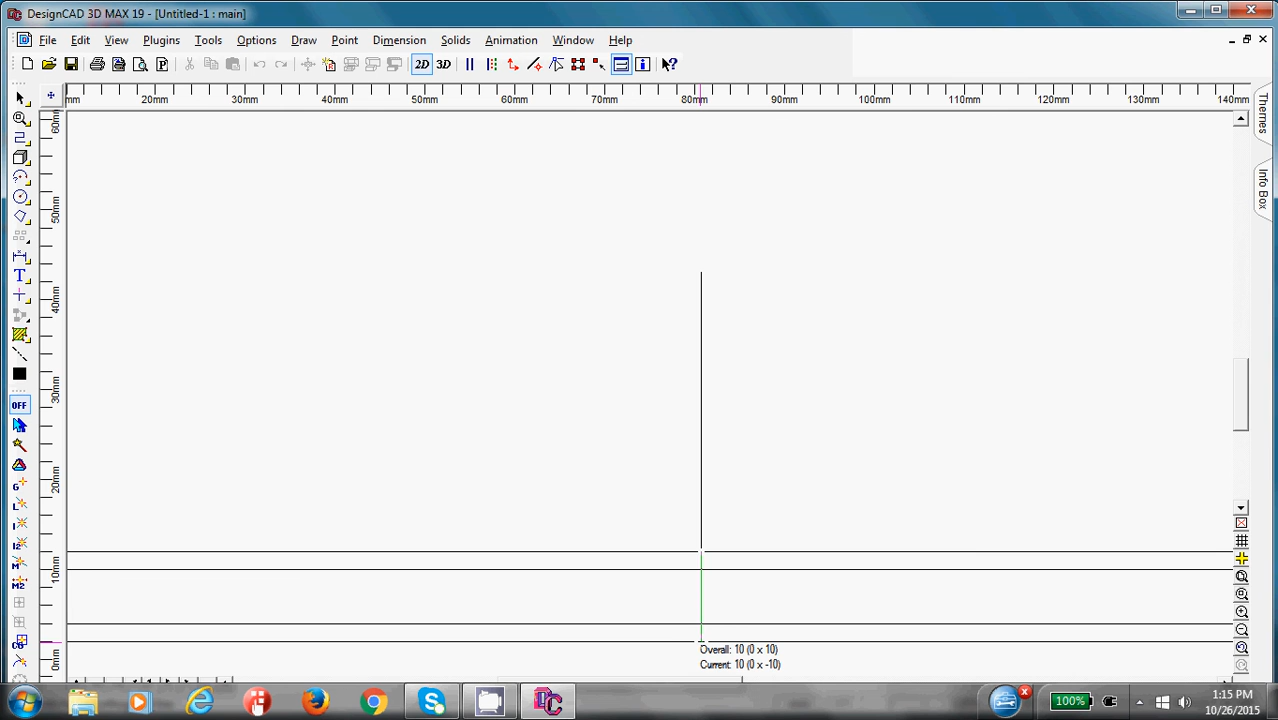 DesignCAD 3D MAX 19 - [Untitled-1 : main]
File Edit View Plugins Tools Options Draw Point Dimension Solids Animation Window Help
P 2D 3D
mm 20mm 30mm 40mm 50mm 60mm 70mm 80mm 90mm 100mm 110mm 120mm 130mm 140mm
60mm
50mm
40mm
30mm
20mm
10mm
0mm
Themes
Info Box
T
OFF
G
L
I
I2
M
M2
CG
Overall: 10 (0 x 10)
Current: 10 (0 x -10)
100%
1:15 PM
10/26/2015